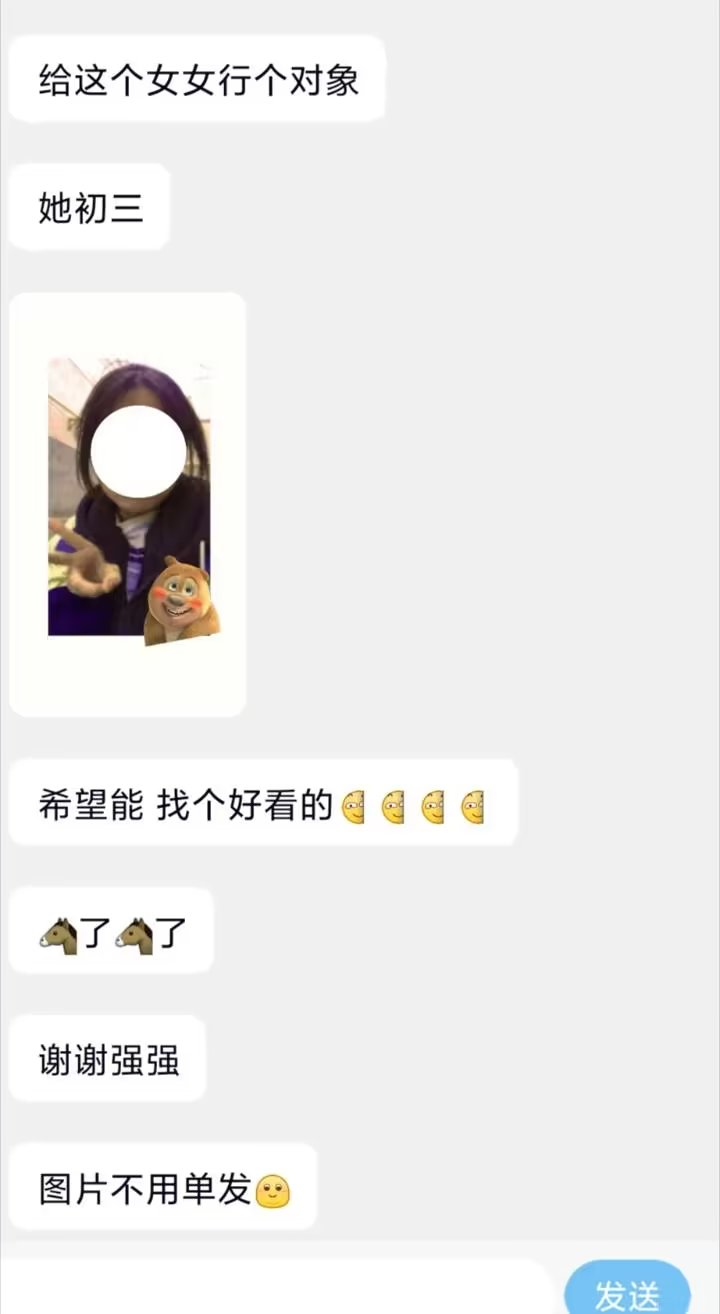 给这个女女行个对象
她初三
希望能 找个好看的
🐴了🐴了
谢谢强强
图片不用单发
发送